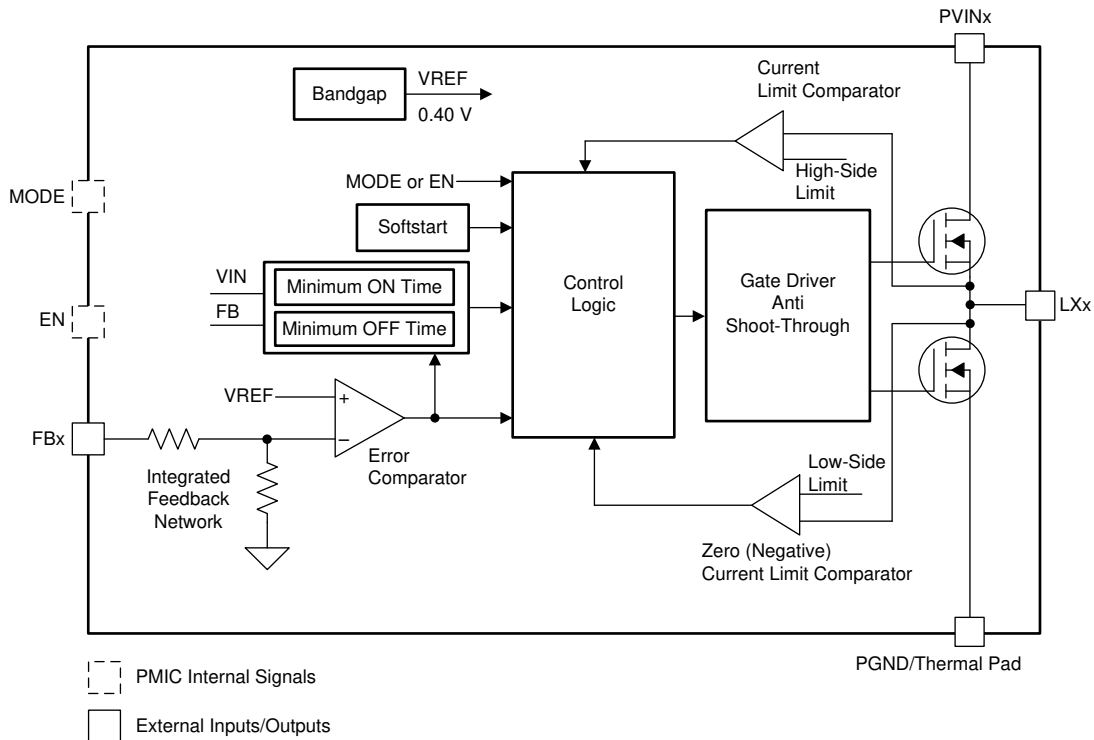 PVINx
Current
Limit Comparator
Bandgap
VREF
0.40 V
High-Side
Limit
MODE
MODE or EN
Softstart
VIN
FB
Minimum ON Time
Minimum OFF Time
Control
Logic
Gate Driver
Anti
Shoot-Through
EN
LXx
VREF
+
−
FBx
Error
Comparator
Integrated
Feedback
Network
Low-Side
Limit
Zero (Negative)
Current Limit Comparator
PGND/Thermal Pad
PMIC Internal Signals
External Inputs/Outputs